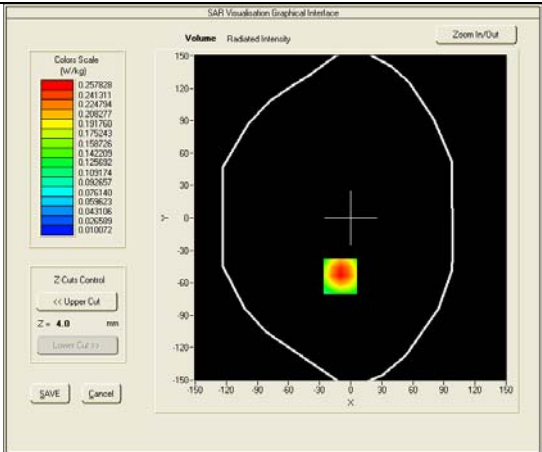 SAR Visualisation Graphical Interface
Volume Radiated Intensity
Zoom In/Out
Colors Scale
(W/kg)
0.257828
0.241311
0.224794
0.208277
0.191760
0.175243
0.158726
0.142209
0.125692
0.109174
0.092657
0.076140
0.059623
0.043106
0.026589
0.010072
Z-Cuts Control
<< Upper Cut
Z = 4.0 mm
Lower Cut >>
SAVE Cancel
150
120
90
60
30
Y 0
-30
-60
-90
-120
-150
-150 -120 -90 -60 -30 0 30 60 90 120 150
X